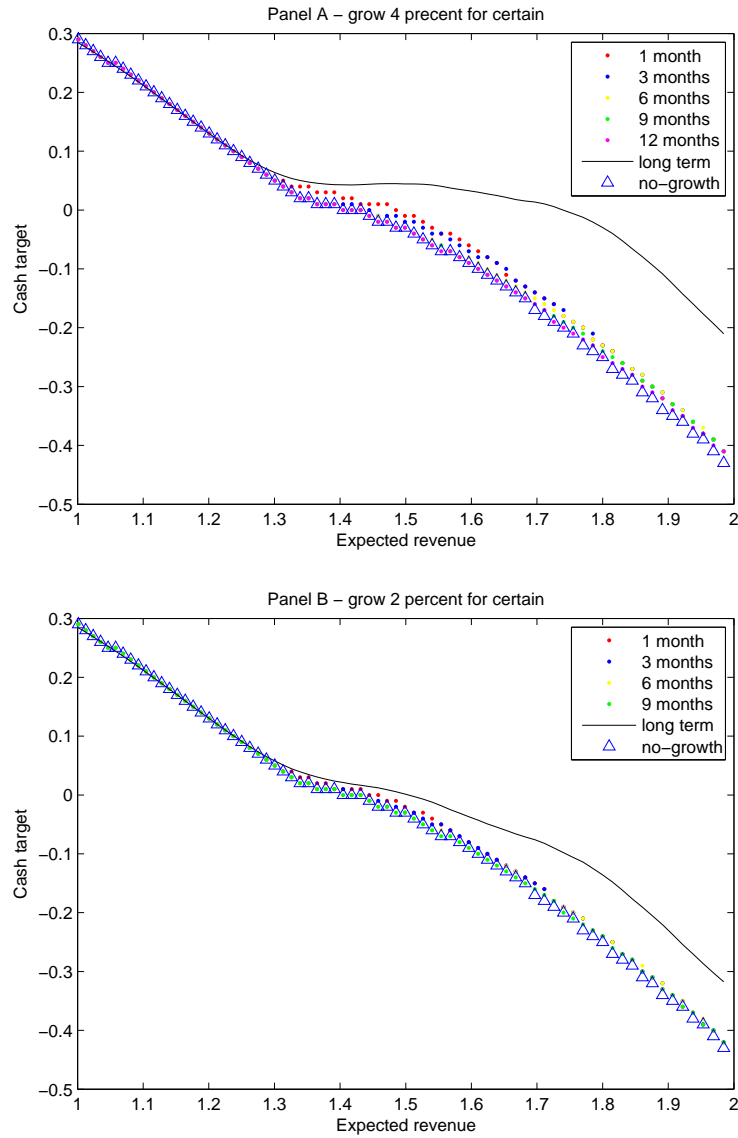 Panel A − grow 4 precent for certain
0.3
0.2
0.1
0
−0.1
−0.2
−0.3
−0.4
−0.5
Cash target
1 month
3 months
6 months
9 months
12 months
long term
no-growth
1 1.1 1.2 1.3 1.4 1.5 1.6 1.7 1.8 1.9 2
Expected revenue
Panel B − grow 2 percent for certain
0.3
0.2
0.1
0
−0.1
−0.2
−0.3
−0.4
−0.5
Cash target
1 month
3 months
6 months
9 months
long term
no-growth
1 1.1 1.2 1.3 1.4 1.5 1.6 1.7 1.8 1.9 2
Expected revenue